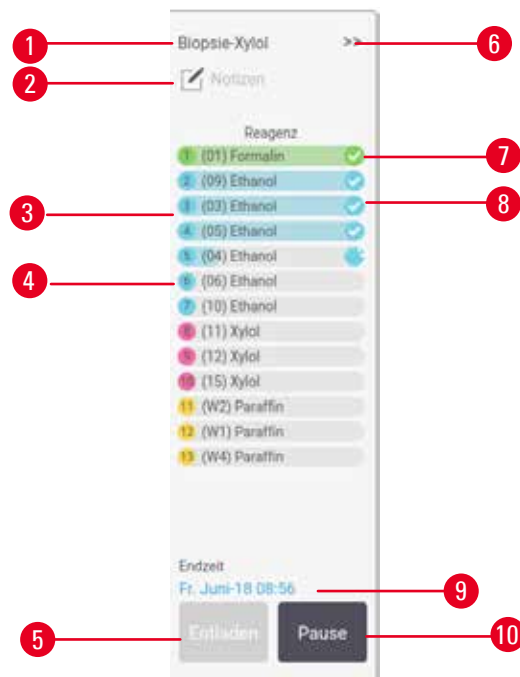 1 Biopsie-Xylol >> 6
2 Notizen
Reagenz
1 (01) Formalin 7
2 (09) Ethanol
3 3 (03) Ethanol 8
4 (05) Ethanol
5 (04) Ethanol
4 6 (06) Ethanol
7 (10) Ethanol
8 (11) Xylol
9 (12) Xylol
10 (15) Xylol
11 (W2) Paraffin
12 (W1) Paraffin
13 (W4) Paraffin
Endzeit
Fr. Juni-18 08:56 9
5 Entladen Pause 10